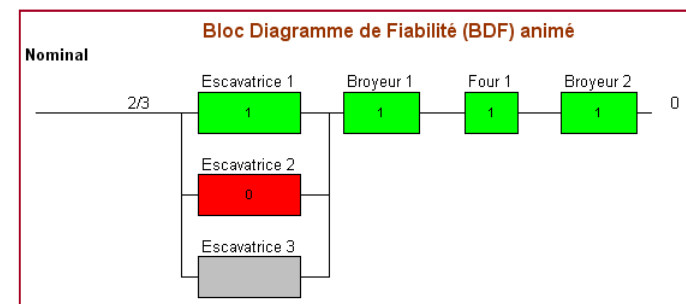 Bloc Diagramme de Fiabilité (BDF) animé
Nominal
2/3
Escavatrice 1
Broyeur 1
Four 1
Broyeur 2
1
1
1
1
0
Escavatrice 2
0
Escavatrice 3